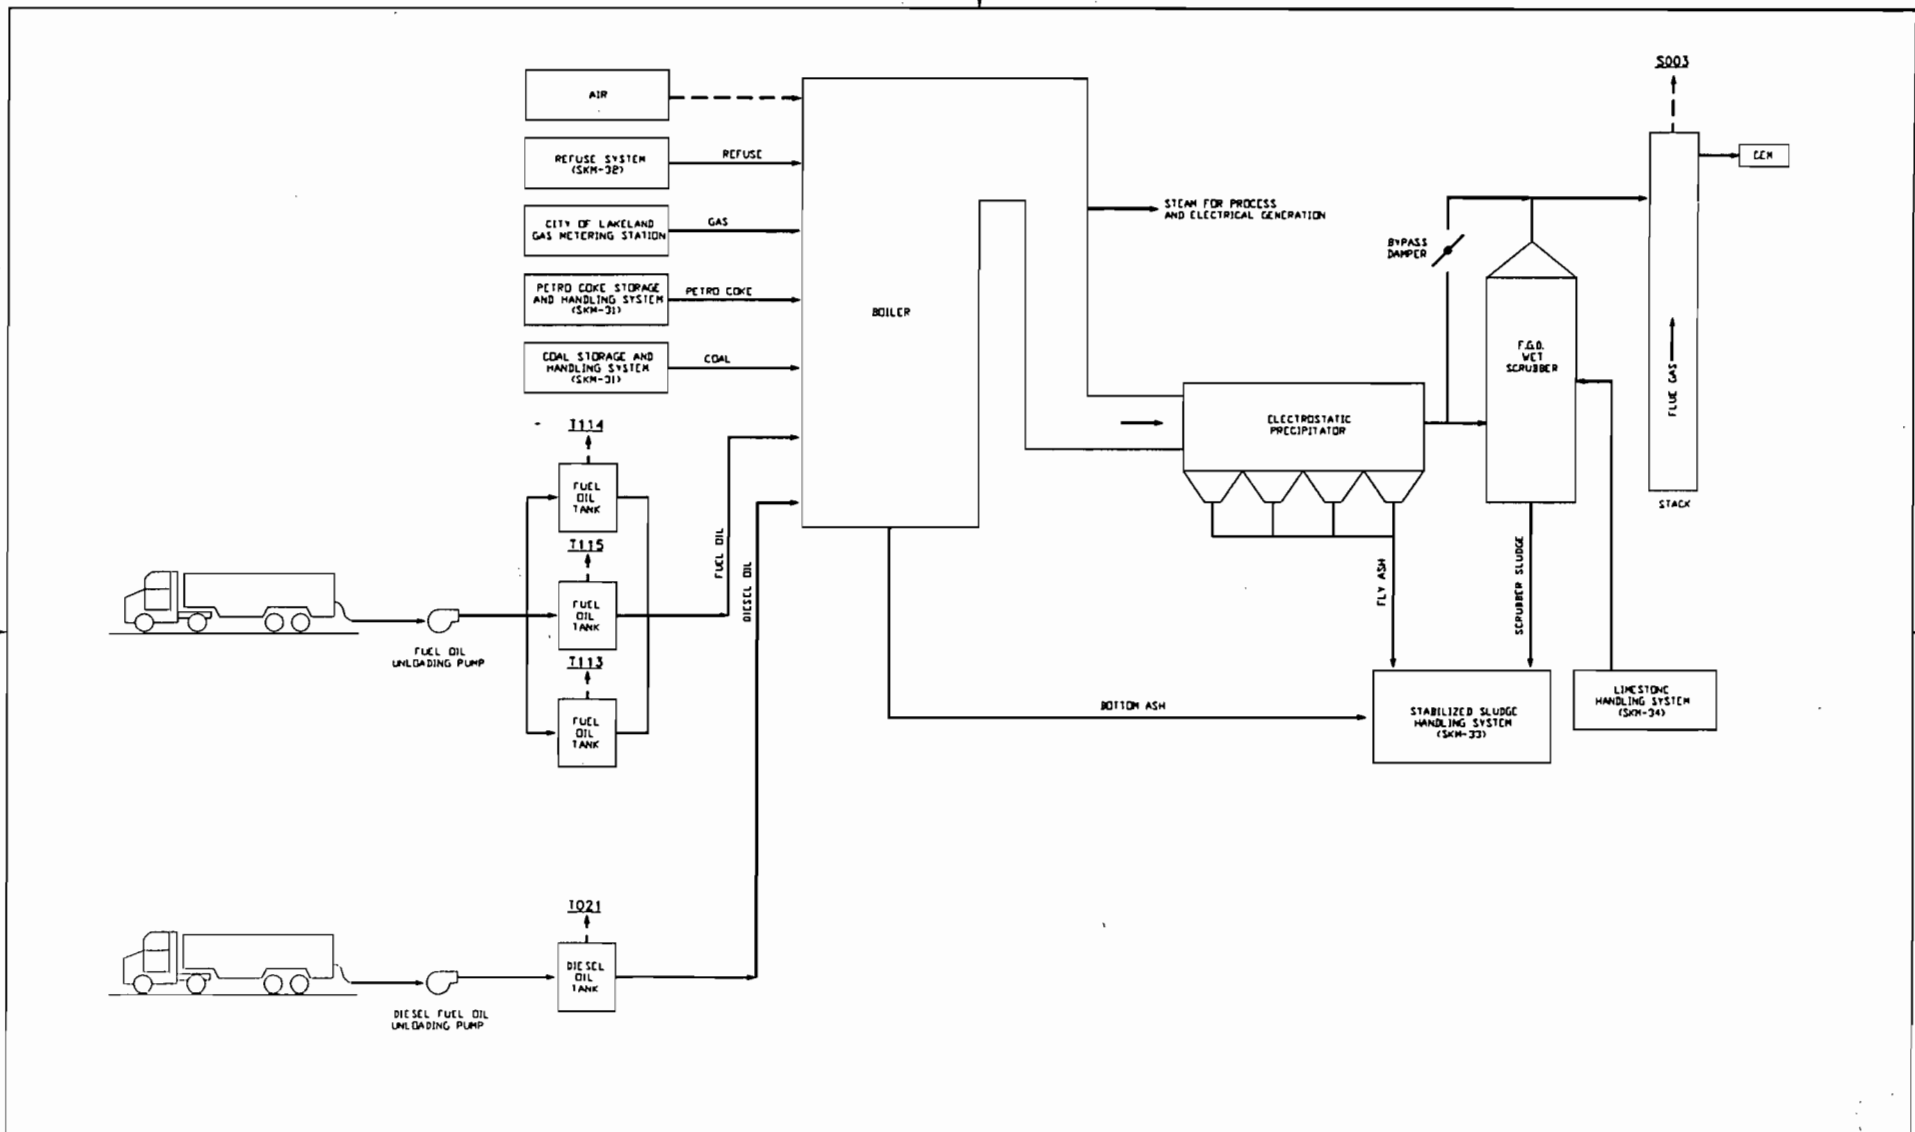 AIR
REFUSE SYSTEM
(SKM-32)
REFUSE
CITY OF LAKELAND
GAS METERING STATION
GAS
PETRO COKE STORAGE
AND HANDLING SYSTEM
(SKM-31)
PETRO COKE
COAL STORAGE AND
HANDLING SYSTEM
(SKM-31)
COAL
BOILER
STEAM FOR PROCESS
AND ELECTRICAL GENERATION
BYPASS
DAMPER
F.G.D.
WET
SCRUBBER
S003
CEM
FLUE GAS
STACK
ELECTROSTATIC
PRECIPITATOR
T114
FUEL
OIL
TANK
T115
FUEL
OIL
TANK
T113
FUEL
OIL
TANK
FUEL OIL
UNLOADING PUMP
FUEL OIL
DIESEL OIL
FLY ASH
SCRUBBER SLUDGE
BOTTOM ASH
STABILIZED SLUDGE
HANDLING SYSTEM
(SKM-33)
LIMESTONE
HANDLING SYSTEM
(SKM-34)
T021
DIESEL
OIL
TANK
DIESEL FUEL OIL
UNLOADING PUMP